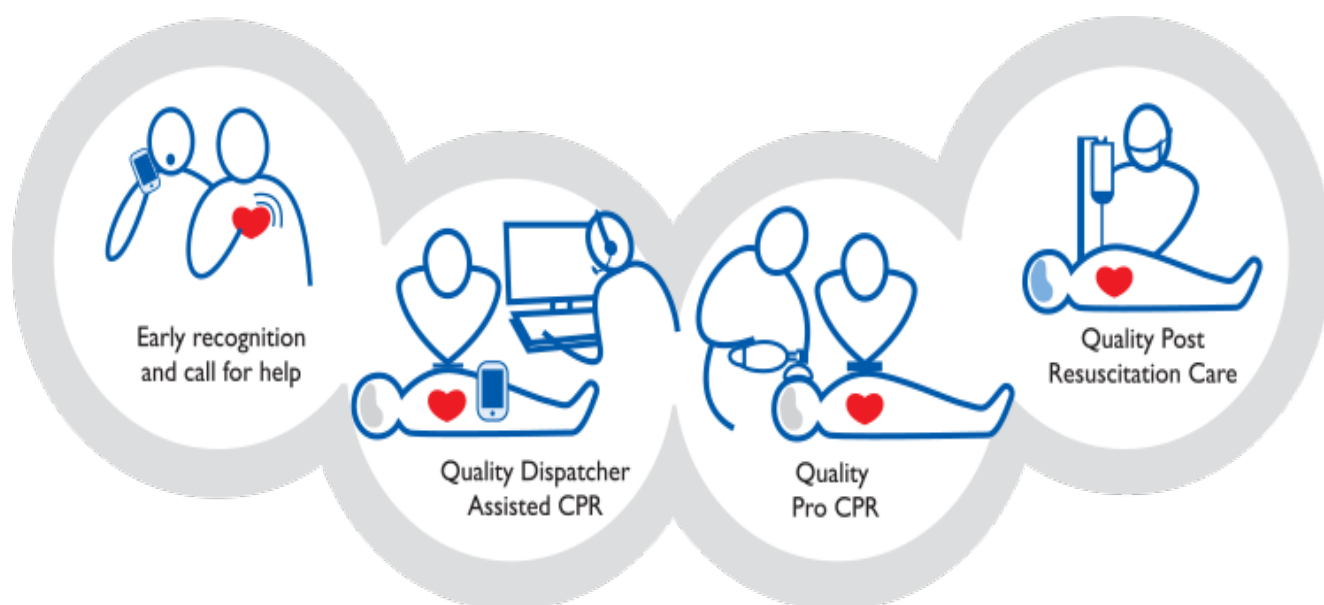 Early recognition
and call for help
Quality Dispatcher
Assisted CPR
Quality
Pro CPR
Quality Post
Resuscitation Care